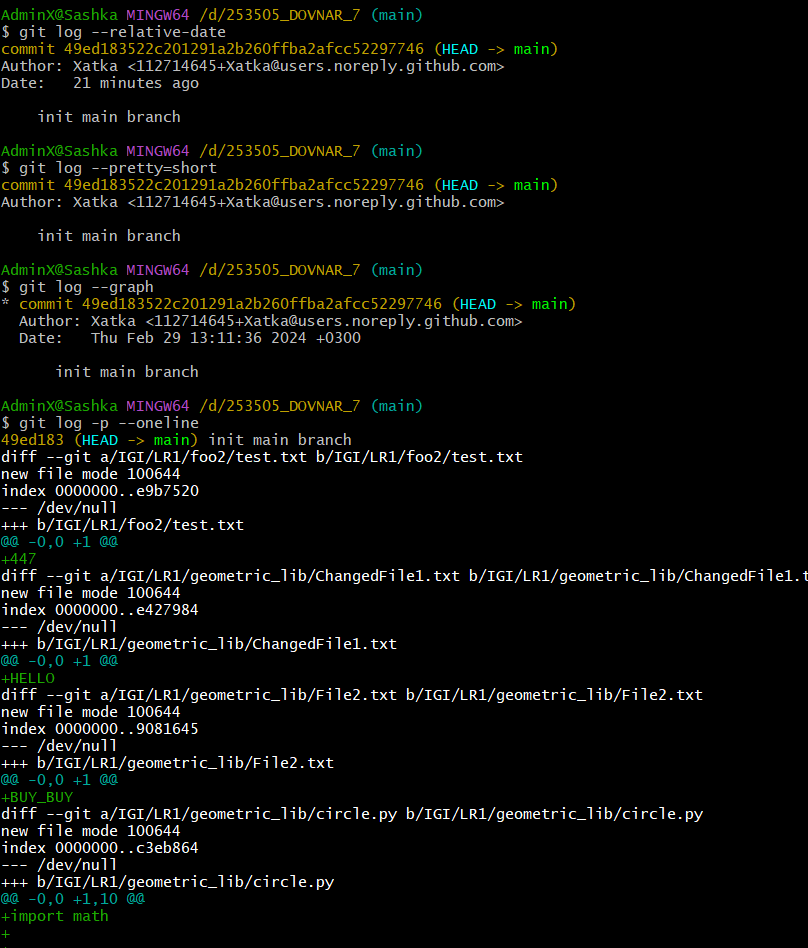 AdminX@Sashka MINGW64 /d/253505_DOVNAR_7 (main)
$ git log --relative-date
commit 49ed183522c201291a2b260ffba2afcc52297746 (HEAD -> main)
Author: Xatka <112714645+Xatka@users.noreply.github.com>
Date:   21 minutes ago

    init main branch

AdminX@Sashka MINGW64 /d/253505_DOVNAR_7 (main)
$ git log --pretty=short
commit 49ed183522c201291a2b260ffba2afcc52297746 (HEAD -> main)
Author: Xatka <112714645+Xatka@users.noreply.github.com>

    init main branch

AdminX@Sashka MINGW64 /d/253505_DOVNAR_7 (main)
$ git log --graph
* commit 49ed183522c201291a2b260ffba2afcc52297746 (HEAD -> main)
  Author: Xatka <112714645+Xatka@users.noreply.github.com>
  Date:   Thu Feb 29 13:11:36 2024 +0300

      init main branch

AdminX@Sashka MINGW64 /d/253505_DOVNAR_7 (main)
$ git log -p --oneline
49ed183 (HEAD -> main) init main branch
diff --git a/IGI/LR1/foo2/test.txt b/IGI/LR1/foo2/test.txt
new file mode 100644
index 0000000..e9b7520
--- /dev/null
+++ b/IGI/LR1/foo2/test.txt
@@ -0,0 +1 @@
+447
diff --git a/IGI/LR1/geometric_lib/ChangedFile1.txt b/IGI/LR1/geometric_lib/ChangedFile1.t
new file mode 100644
index 0000000..e427984
--- /dev/null
+++ b/IGI/LR1/geometric_lib/ChangedFile1.txt
@@ -0,0 +1 @@
+HELLO
diff --git a/IGI/LR1/geometric_lib/File2.txt b/IGI/LR1/geometric_lib/File2.txt
new file mode 100644
index 0000000..9081645
--- /dev/null
+++ b/IGI/LR1/geometric_lib/File2.txt
@@ -0,0 +1 @@
+BUY_BUY
diff --git a/IGI/LR1/geometric_lib/circle.py b/IGI/LR1/geometric_lib/circle.py
new file mode 100644
index 0000000..c3eb864
--- /dev/null
+++ b/IGI/LR1/geometric_lib/circle.py
@@ -0,0 +1,10 @@
+import math
+